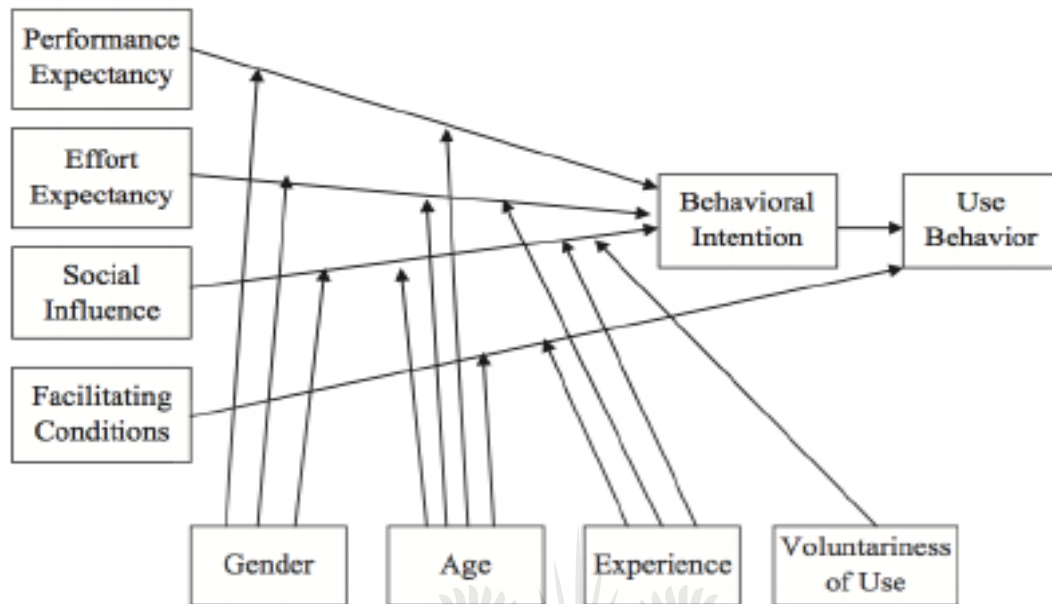 Performance
Expectancy
Effort
Expectancy
Social
Influence
Facilitating
Conditions
Behavioral
Intention
Use
Behavior
Gender
Age
Experience
Voluntariness
of Use